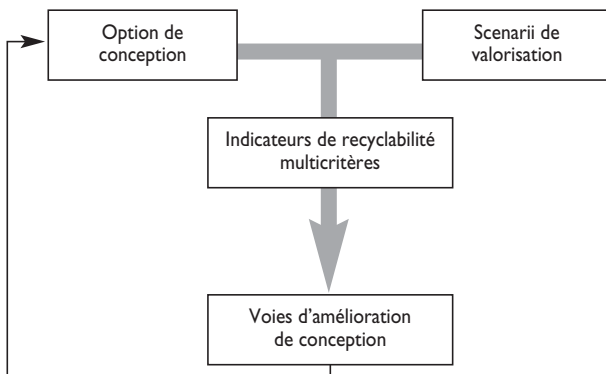 Option de
conception
Scenarii de
valorisation
Indicateurs de recyclabilité
multicritères
Voies d'amélioration
de conception